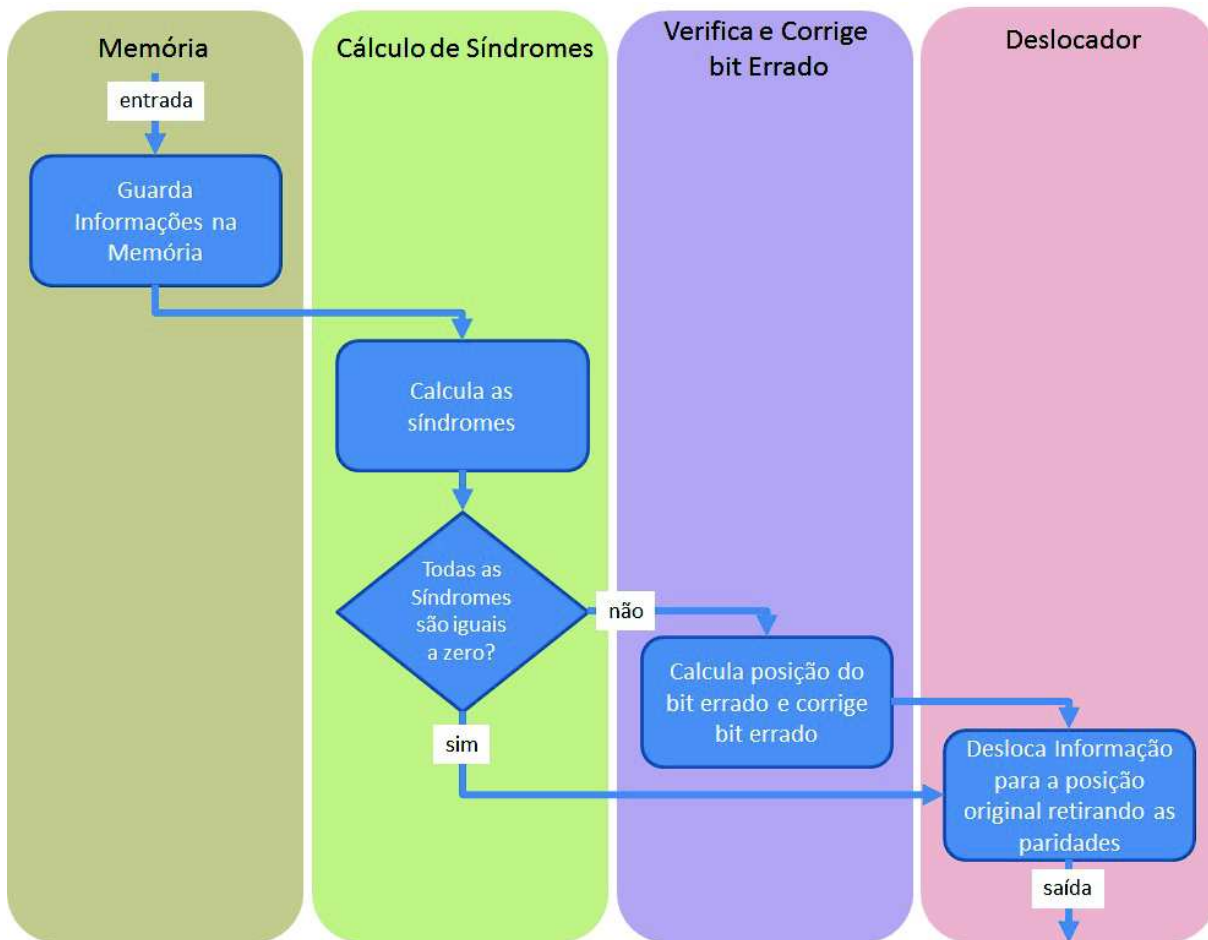 Memória
entrada
Guarda
Informações na
Memória
Cálculo de Síndromes
Calcula as
síndromes
Todas as
Síndromes
são iguais
a zero?
não
sim
Verifica e Corrige
bit Errado
Calcula posição do
bit errado e corrige
bit errado
Deslocador
Desloca Informação
para a posição
original retirando as
paridades
saída